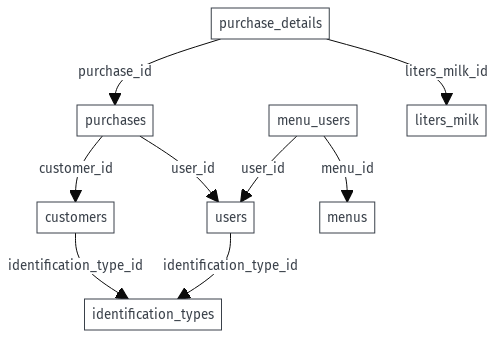 purchase_details
purchase_id
liters_milk_id
purchases
menu_users
liters_milk
customer_id
user_id
user_id
menu_id
customers
users
menus
identification_type_id
identification_type_id
identification_types